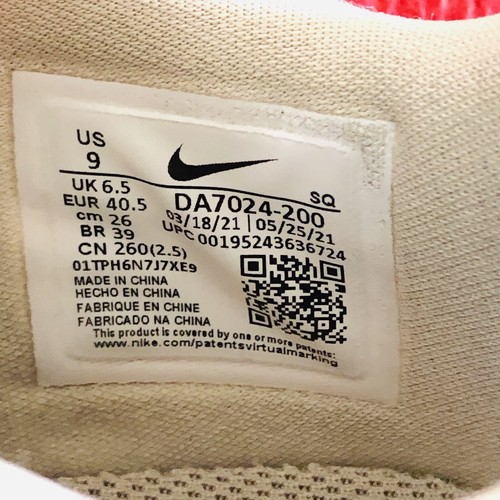 US
9
UK 6.5
EUR 40.5
cm 26
BR 39
CN 260(2.5)
SQ
DA7024-200
03/18/21 | 05/25/21
UPC 00195243636724
01TPH6N7J7XE9
MADE IN CHINA
HECHO EN CHINA
FABRIQUE EN CHINE
FABRICADO NA CHINA
This product is covered by one or more patents:
www.nike.com/patentsvirtualmarking